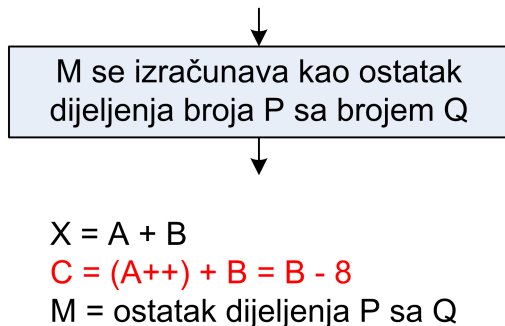 M se izračunava kao ostatak
dijeljenja broja P sa brojem Q
X = A + B
C = (A++) + B = B - 8
M = ostatak dijeljenja P sa Q